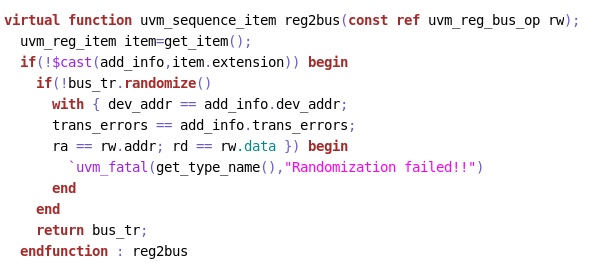 virtual function uvm_sequence_item reg2bus(const ref uvm_reg_bus_op rw);
  uvm_reg_item item=get_item();
  if(!$cast(add_info,item.extension)) begin
    if(!bus_tr.randomize()
      with { dev_addr == add_info.dev_addr;
      trans_errors == add_info.trans_errors;
      ra == rw.addr; rd == rw.data }) begin
        `uvm_fatal(get_type_name(),"Randomization failed!!")
      end
    end
    return bus_tr;
  endfunction : reg2bus